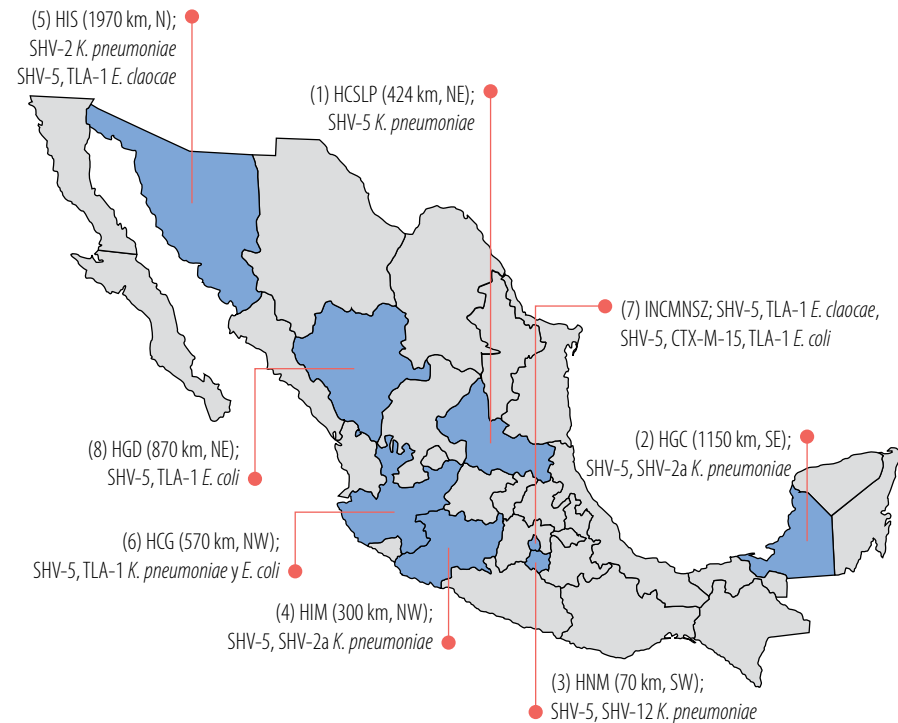 (5) HIS (1970 km, N);
SHV-2 K. pneumoniae
SHV-5, TLA-1 E. claocae
(1) HCSLP (424 km, NE);
SHV-5 K. pneumoniae
(7) INCMNSZ; SHV-5, TLA-1 E. claocae,
SHV-5, CTX-M-15, TLA-1 E. coli
(2) HGC (1150 km, SE);
SHV-5, SHV-2a K. pneumoniae
(8) HGD (870 km, NE);
SHV-5, TLA-1 E. coli
(6) HCG (570 km, NW);
SHV-5, TLA-1 K. pneumoniae y E. coli
(4) HIM (300 km, NW);
SHV-5, SHV-2a K. pneumoniae
(3) HNM (70 km, SW);
SHV-5, SHV-12 K. pneumoniae